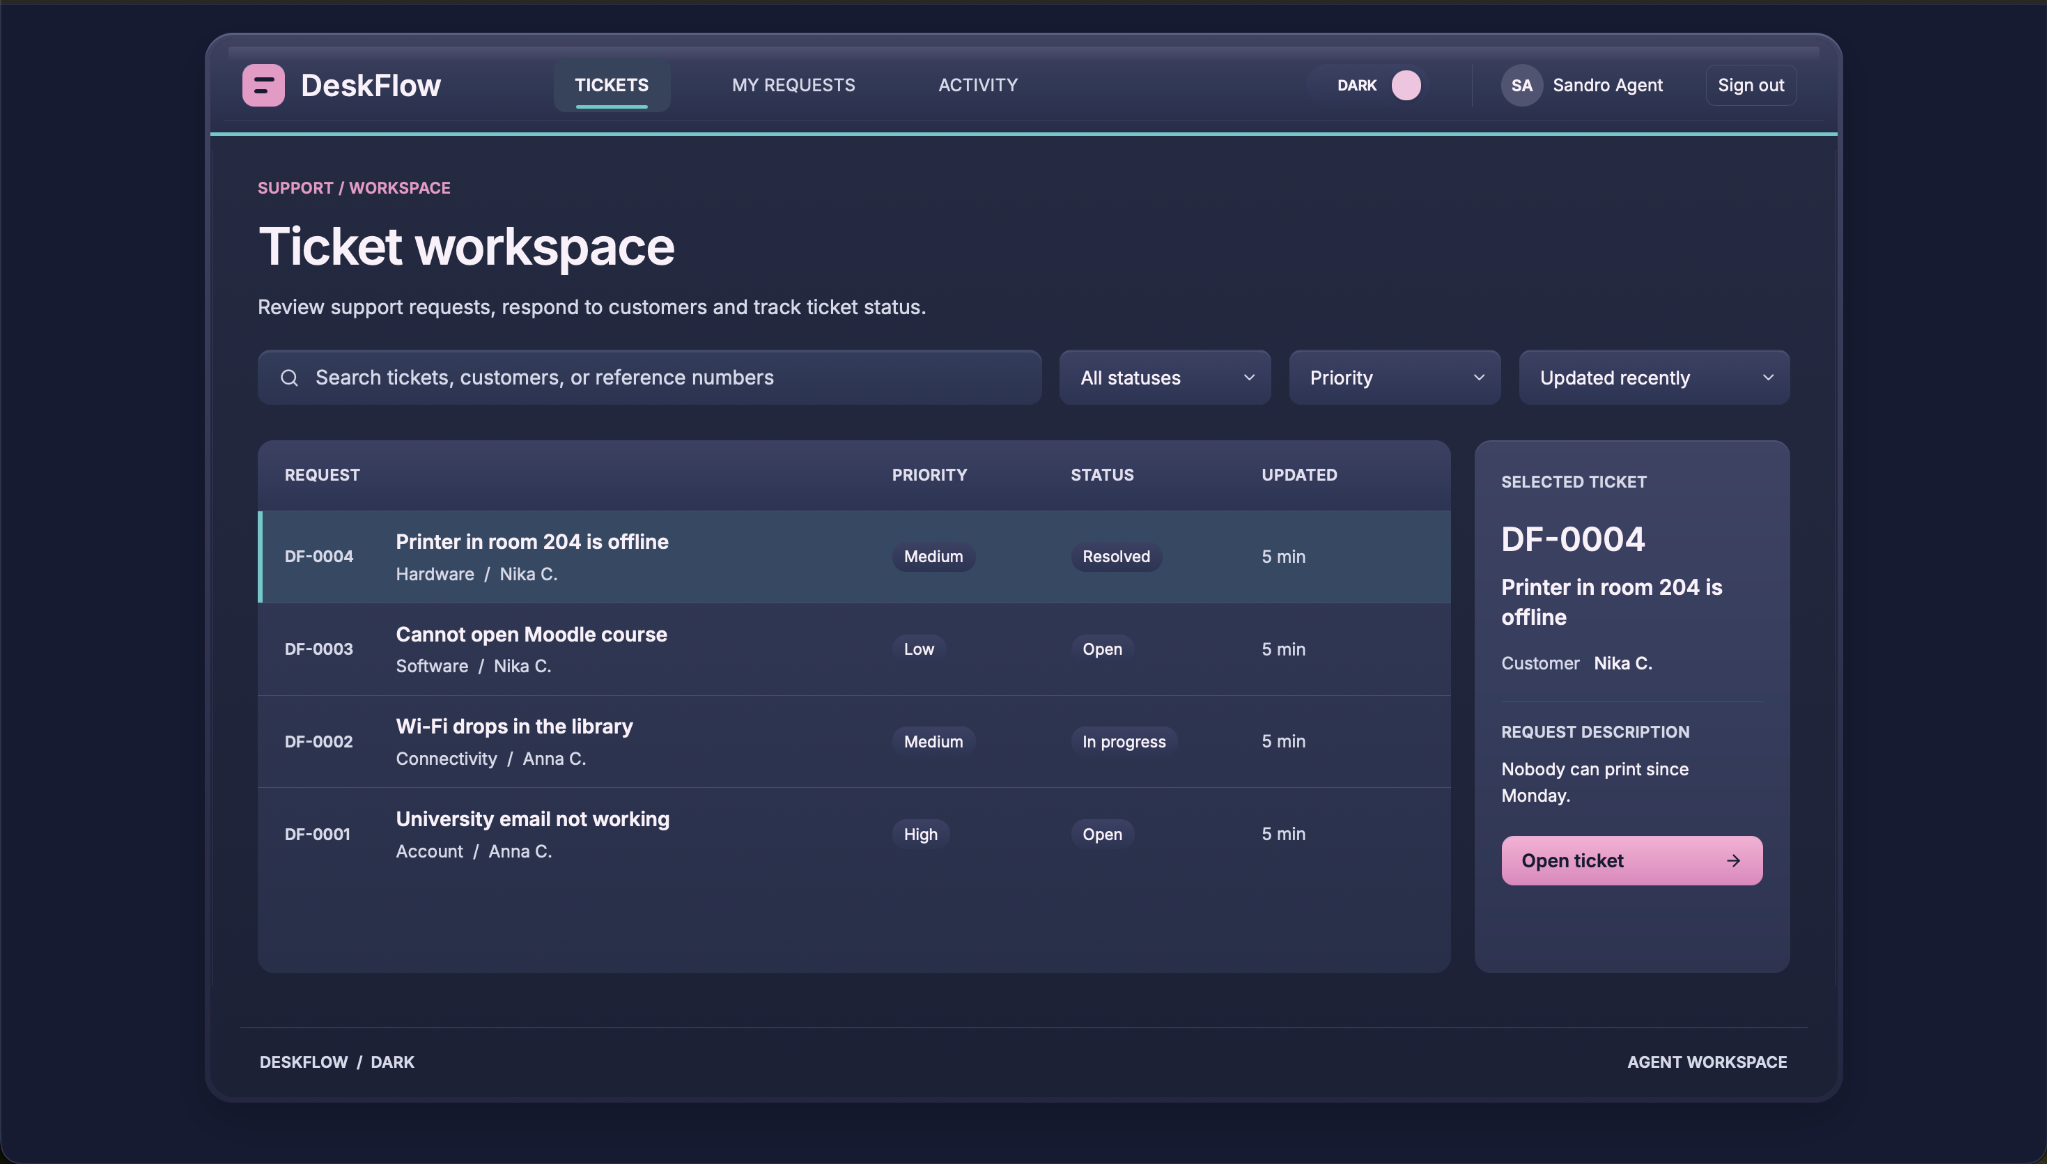 DeskFlow
TICKETS
MY REQUESTS
ACTIVITY
DARK
SA
Sandro Agent
Sign out
SUPPORT / WORKSPACE
Ticket workspace
Review support requests, respond to customers and track ticket status.
Search tickets, customers, or reference numbers
All statuses
Priority
Updated recently
REQUEST PRIORITY STATUS UPDATED
DF-0004
Printer in room 204 is offline
Hardware / Nika C.
Medium
Resolved
5 min
DF-0003
Cannot open Moodle course
Software / Nika C.
Low
Open
5 min
DF-0002
Wi-Fi drops in the library
Connectivity / Anna C.
Medium
In progress
5 min
DF-0001
University email not working
Account / Anna C.
High
Open
5 min
SELECTED TICKET
DF-0004
Printer in room 204 is
offline
Customer Nika C.
REQUEST DESCRIPTION
Nobody can print since
Monday.
Open ticket
DESKFLOW / DARK
AGENT WORKSPACE